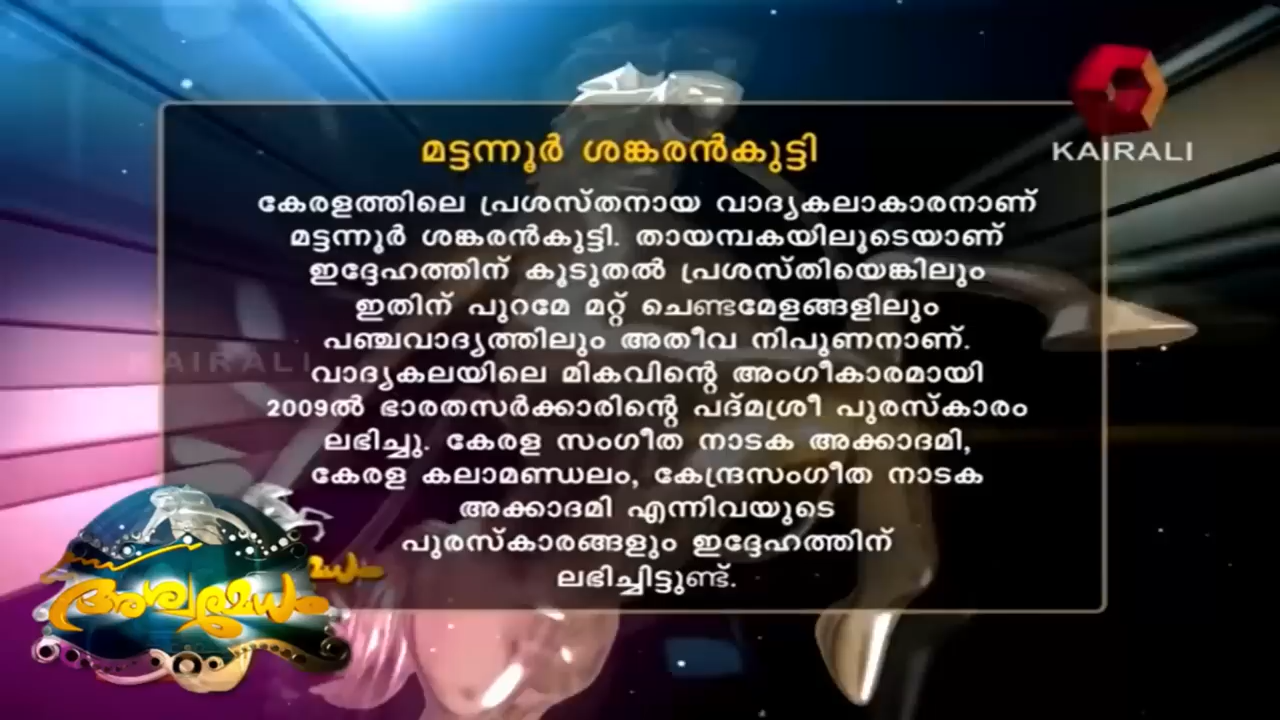 KAIRALI
മട്ടന്നൂർ ശങ്കരൻകുട്ടി
കേരളത്തിലെ പ്രശസ്തനായ വാദ്യകലാകാരനാണ്
മട്ടന്നൂർ ശങ്കരൻകുട്ടി. തായമ്പകയിലൂടെയാണ്
ഇദ്ദേഹത്തിന് കൂടുതൽ പ്രശസ്തിയെങ്കിലും
ഇതിന് പുറമേ മറ്റ് ചെണ്ടമേളങ്ങളിലും
പഞ്ചവാദ്യത്തിലും അതീവ നിപുണനാണ്.
വാദ്യകലയിലെ മികവിന്റെ അംഗീകാരമായി
2009ൽ ഭാരതസർക്കാരിന്റെ പദ്മശ്രീ പുരസ്കാരം
ലഭിച്ചു. കേരള സംഗീത നാടക അക്കാദമി,
കേരള കലാമണ്ഡലം, കേന്ദ്രസംഗീത നാടക
അക്കാദമി എന്നിവയുടെ
പുരസ്കാരങ്ങളും ഇദ്ദേഹത്തിന്
ലഭിച്ചിട്ടുണ്ട്.
KAIRALI
അശ്വമേധം